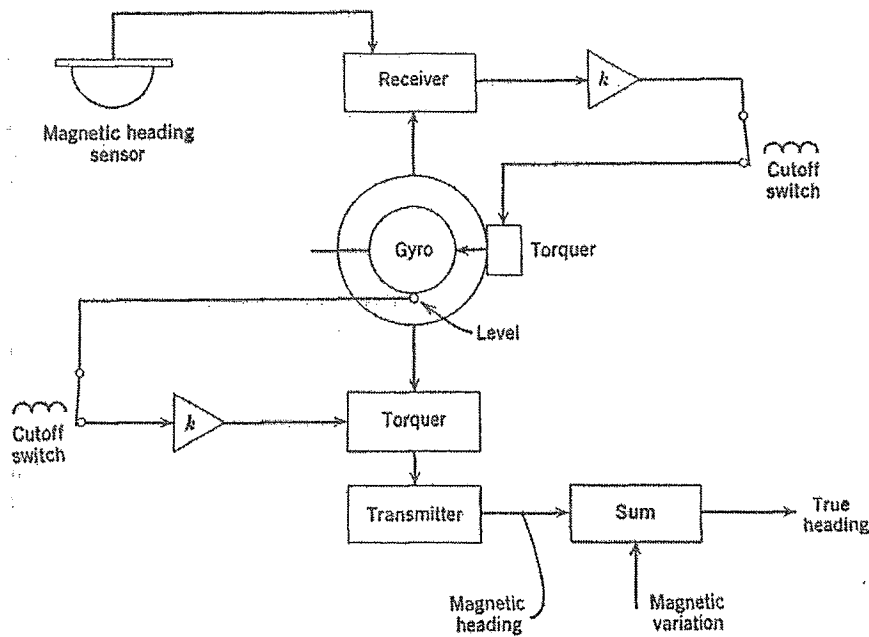 Magnetic heading
sensor
Receiver
k
Cutoff
switch
Gyro
Torquer
Level
Cutoff
switch
k
Torquer
Transmitter
Sum
True
heading
Magnetic
heading
Magnetic
variation